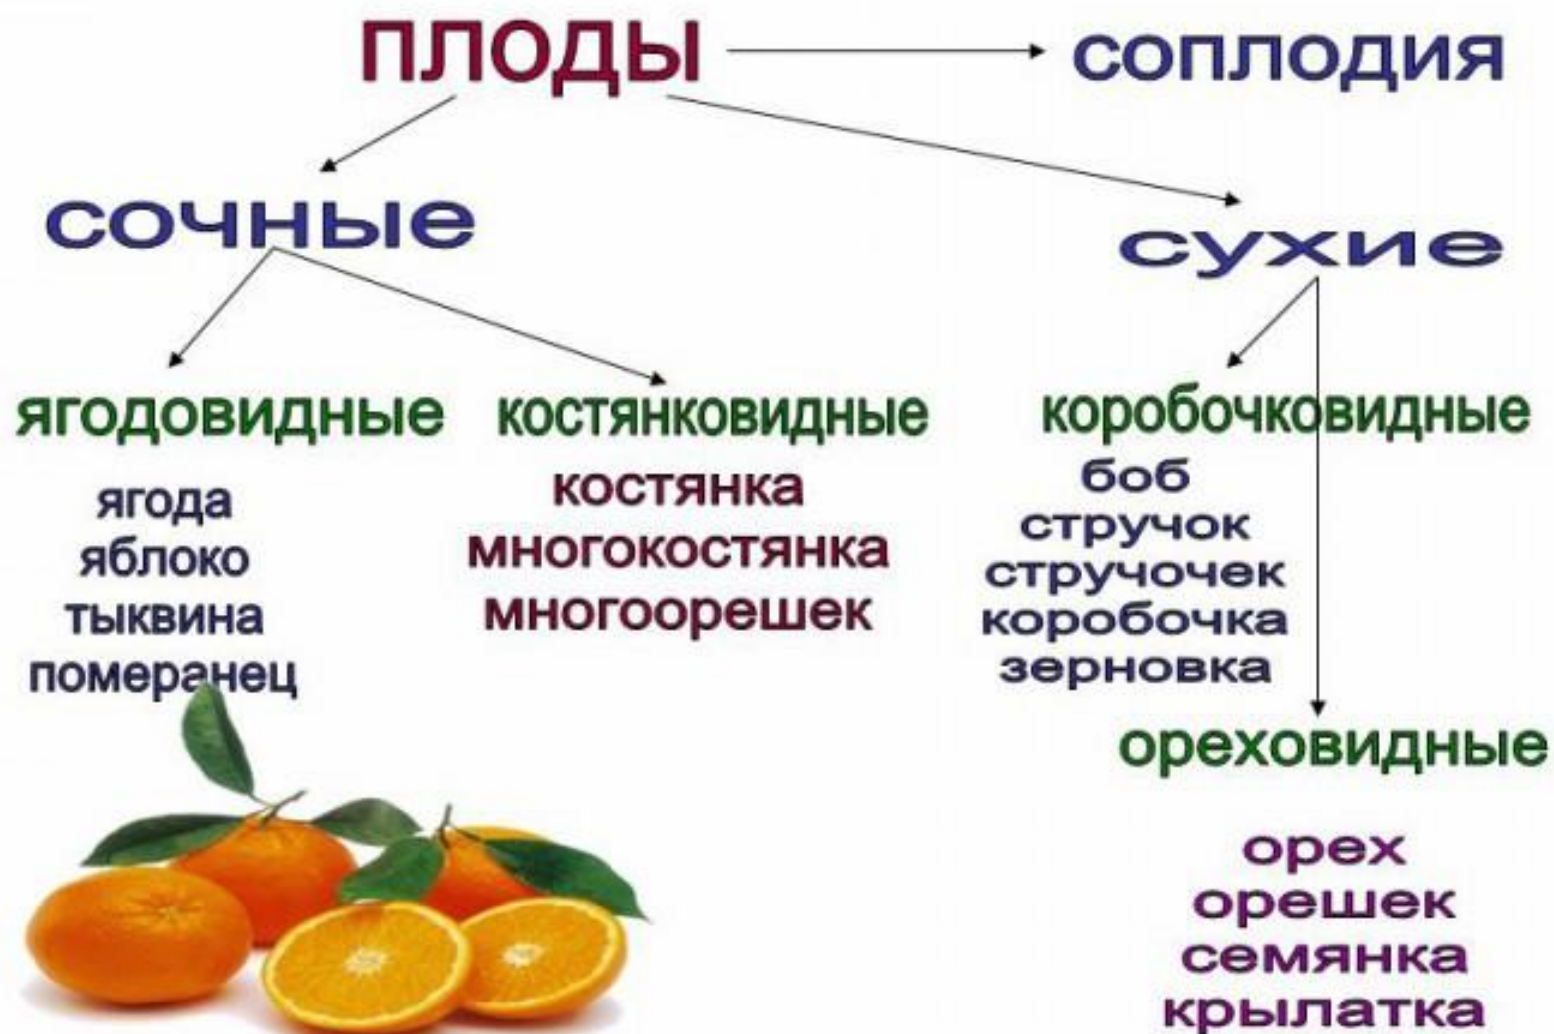 ПЛОДЫ
СОПЛОДИЯ
сочные
сухие
ягодовидные
костянковидные
коробочковидные
ягода
яблоко
тыквина
померанец
костянка
многокостянка
многоорешек
боб
стручок
стручочек
коробочка
зерновка
ореховидные
орех
орешек
семянка
крылатка